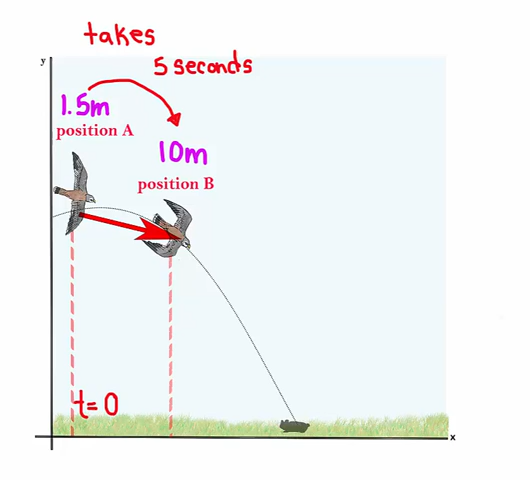 takes
5 seconds
y
1.5m
position A
10m
position B
t=0
x